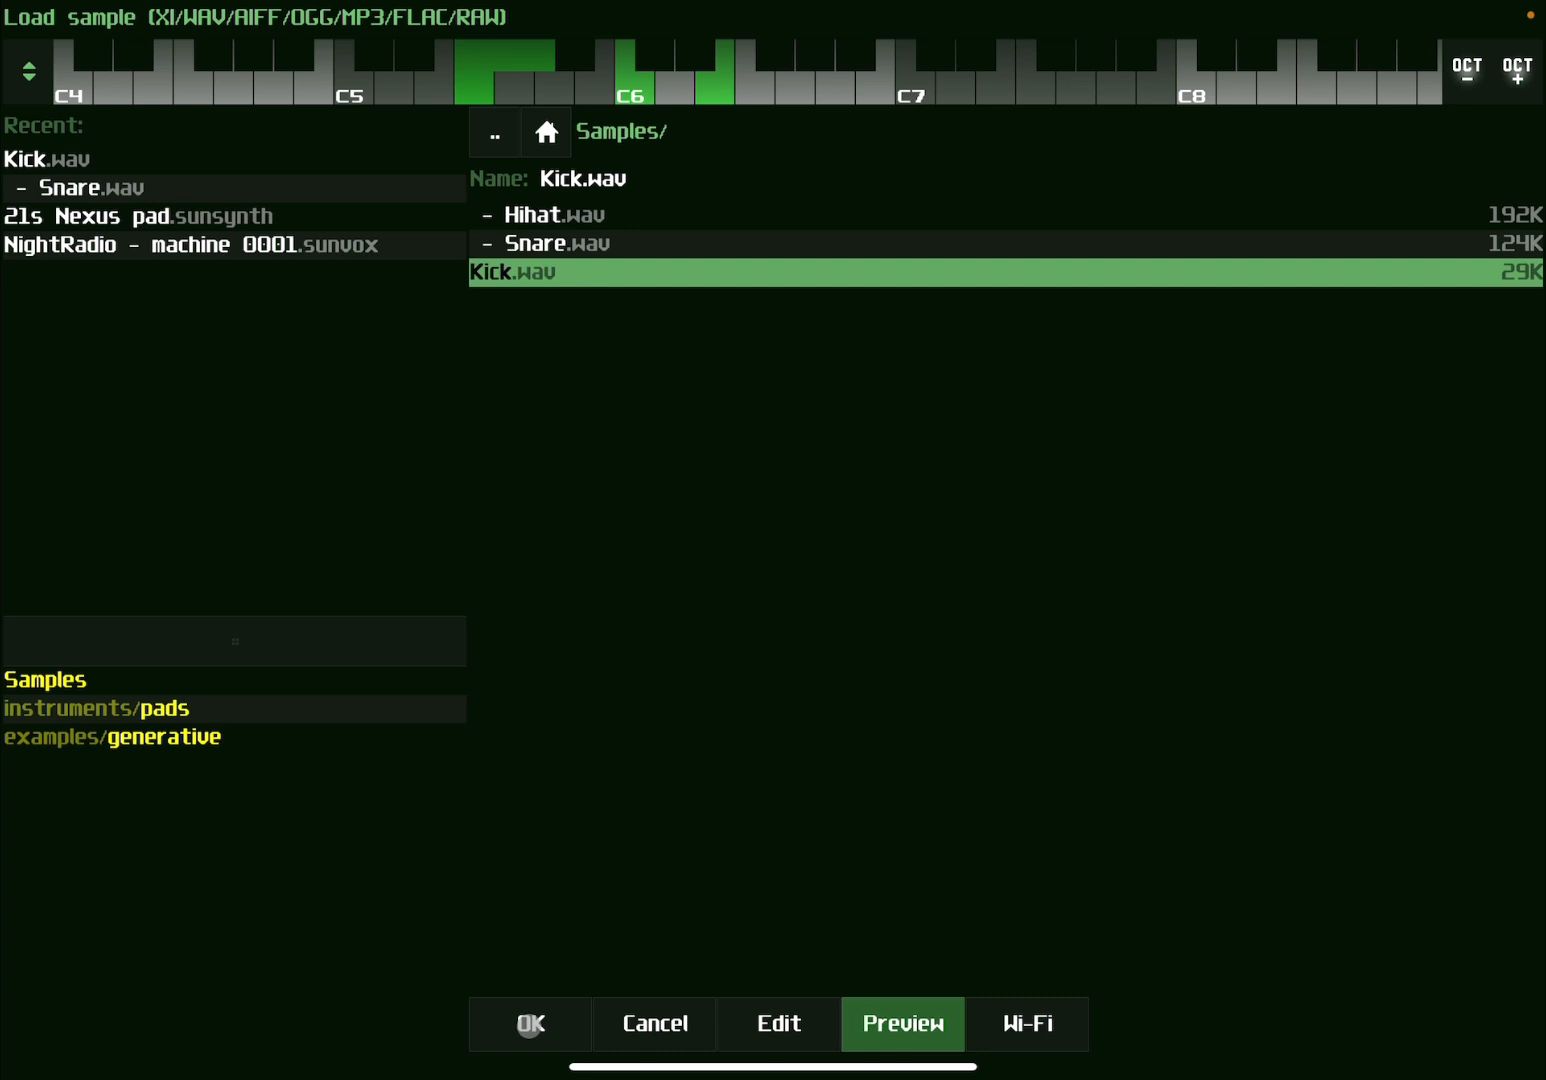 Load sample (XI/WAV/AIFF/OGG/MP3/FLAC/RAW)
C4 C5 C6 C7 C8
OCT - OCT +
Recent:
Kick.wav
- Snare.wav
21s Nexus pad.sunsynth
NightRadio - machine 0001.sunvox
.. Samples/
Name: Kick.wav
- Hihat.wav 192K
- Snare.wav 124K
Kick.wav 29K
Samples
instruments/pads
examples/generative
OK Cancel Edit Preview Wi-Fi